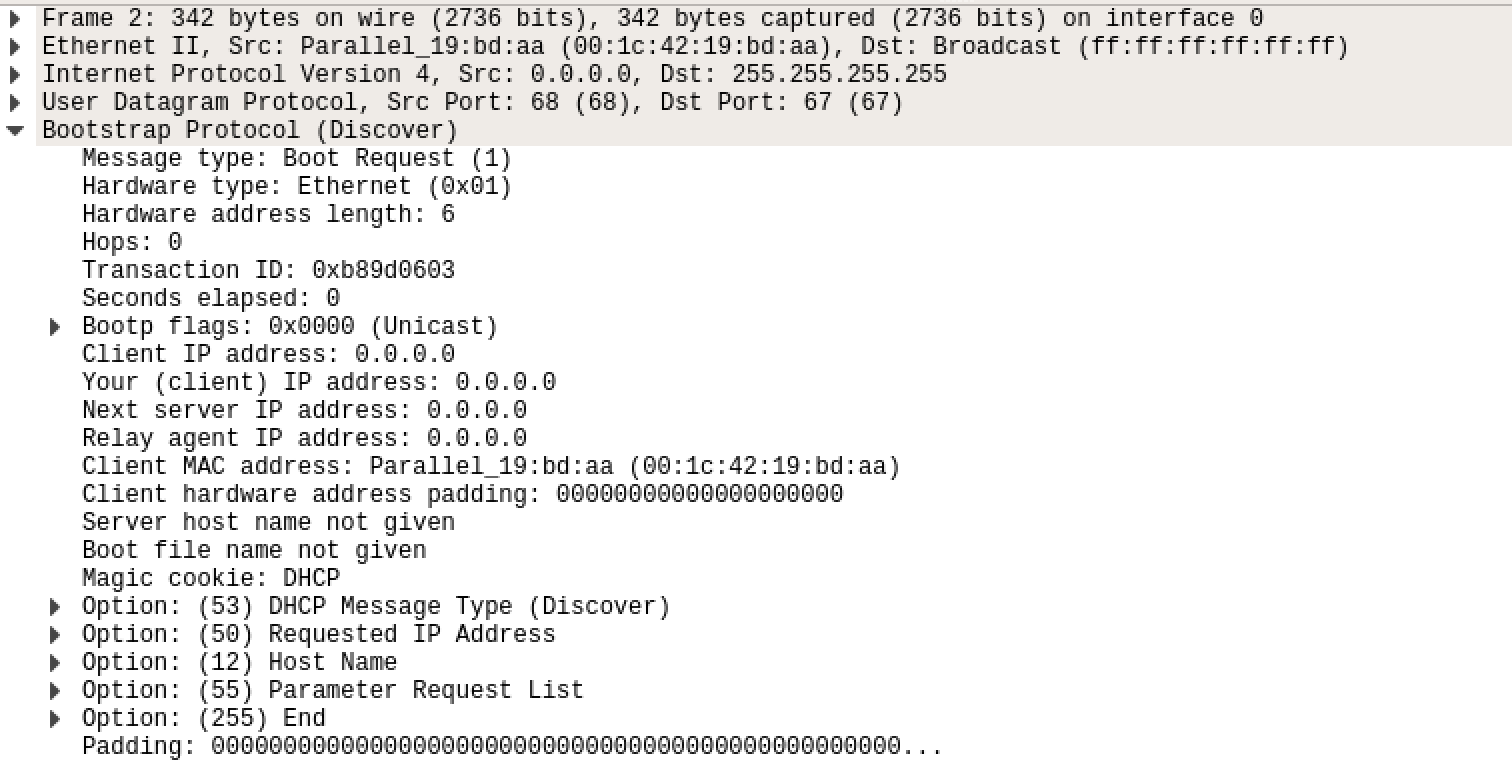 Frame 2: 342 bytes on wire (2736 bits), 342 bytes captured (2736 bits) on interface 0
Ethernet II, Src: Parallel_19:bd:aa (00:1c:42:19:bd:aa), Dst: Broadcast (ff:ff:ff:ff:ff:ff)
Internet Protocol Version 4, Src: 0.0.0.0, Dst: 255.255.255.255
User Datagram Protocol, Src Port: 68 (68), Dst Port: 67 (67)
Bootstrap Protocol (Discover)
Message type: Boot Request (1)
Hardware type: Ethernet (0x01)
Hardware address length: 6
Hops: 0
Transaction ID: 0xb89d0603
Seconds elapsed: 0
Bootp flags: 0x0000 (Unicast)
Client IP address: 0.0.0.0
Your (client) IP address: 0.0.0.0
Next server IP address: 0.0.0.0
Relay agent IP address: 0.0.0.0
Client MAC address: Parallel_19:bd:aa (00:1c:42:19:bd:aa)
Client hardware address padding: 00000000000000000000
Server host name not given
Boot file name not given
Magic cookie: DHCP
Option: (53) DHCP Message Type (Discover)
Option: (50) Requested IP Address
Option: (12) Host Name
Option: (55) Parameter Request List
Option: (255) End
Padding: 000000000000000000000000000000000000000000000000...